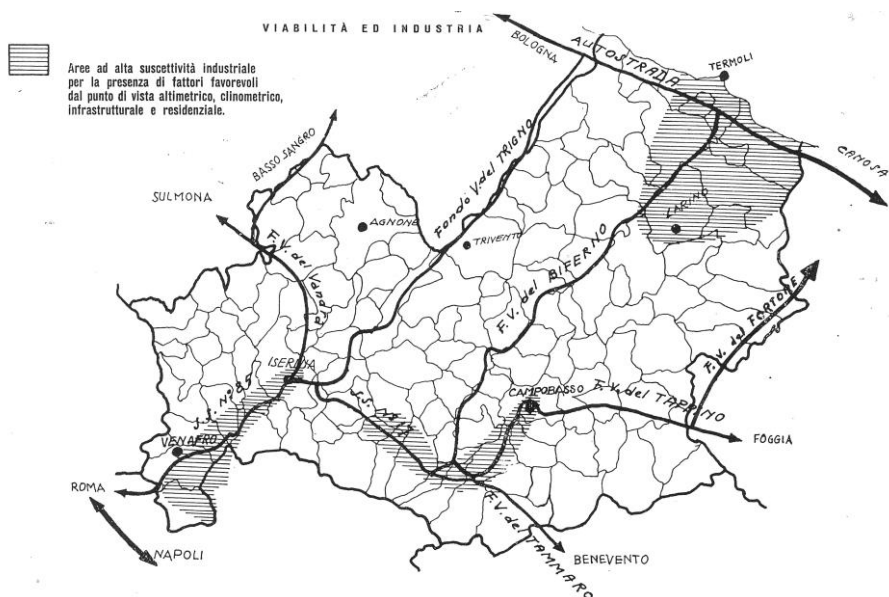 VIABILITÀ ED INDUSTRIA
Aree ad alta suscettività industriale
per la presenza di fattori favorevoli
dal punto di vista altimetrico, clinometrico,
infrastrutturale e residenziale.
BOLOGNA
AUTOSTRADA
TERMOLI
CANOSA
BASSO SANGRO
SULMONA
AGNONE
Fondo V. del TRIGNO
TRIVENTO
LARINO
F.V. del Vandra
F.V. del BIFERNO
F.V. del FORTORE
ISERNIA
S.S. N° 85
S.S. N° 17
CAMPOBASSO
F.V. del TAPPINO
VENAFRO
FOGGIA
ROMA
NAPOLI
F.V. del TAMMARO
BENEVENTO